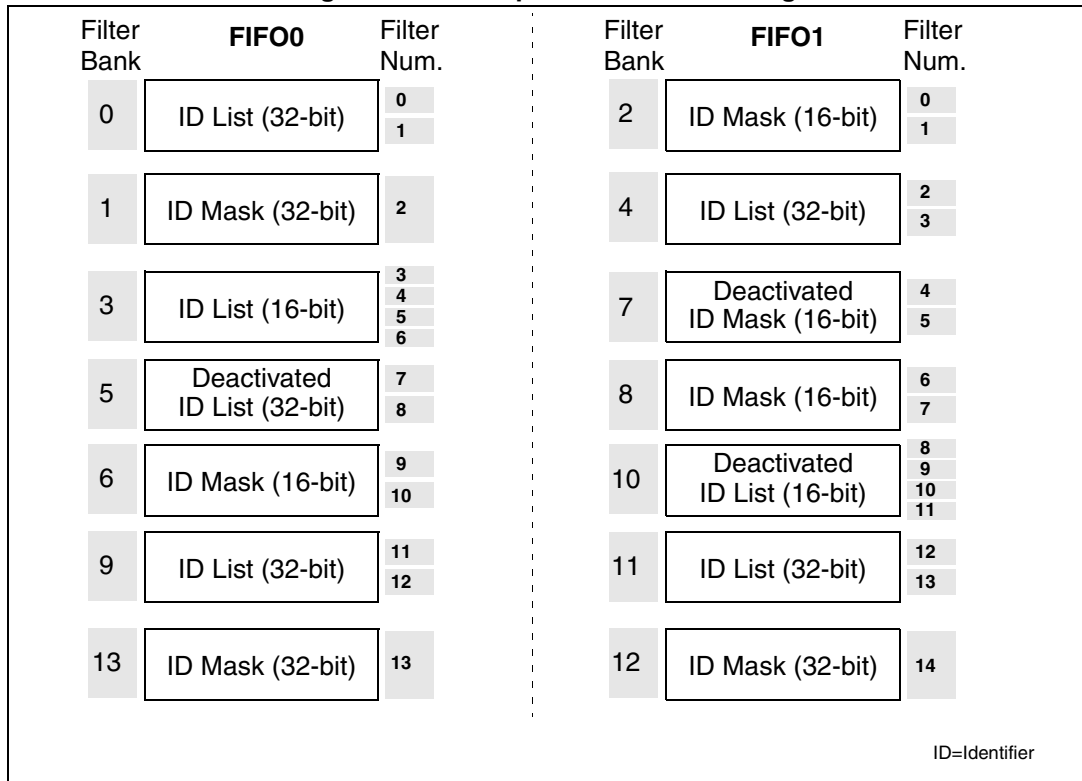 Filter Bank
FIFO0
Filter Num.
0
ID List (32-bit)
0
1
1
ID Mask (32-bit)
2
3
ID List (16-bit)
3
4
5
6
5
Deactivated
ID List (32-bit)
7
8
6
ID Mask (16-bit)
9
10
9
ID List (32-bit)
11
12
13
ID Mask (32-bit)
13
Filter Bank
FIFO1
Filter Num.
2
ID Mask (16-bit)
0
1
4
ID List (32-bit)
2
3
7
Deactivated
ID Mask (16-bit)
4
5
8
ID Mask (16-bit)
6
7
10
Deactivated
ID List (16-bit)
8
9
10
11
11
ID List (32-bit)
12
13
12
ID Mask (32-bit)
14
ID=Identifier